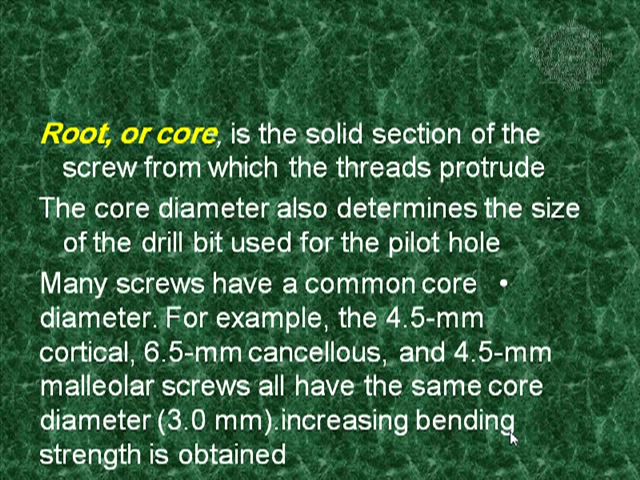 Root, or core, is the solid section of the
screw from which the threads protrude
The core diameter also determines the size
of the drill bit used for the pilot hole
Many screws have a common core •
diameter. For example, the 4.5-mm
cortical, 6.5-mm cancellous, and 4.5-mm
malleolar screws all have the same core
diameter (3.0 mm).increasing bending
strength is obtained